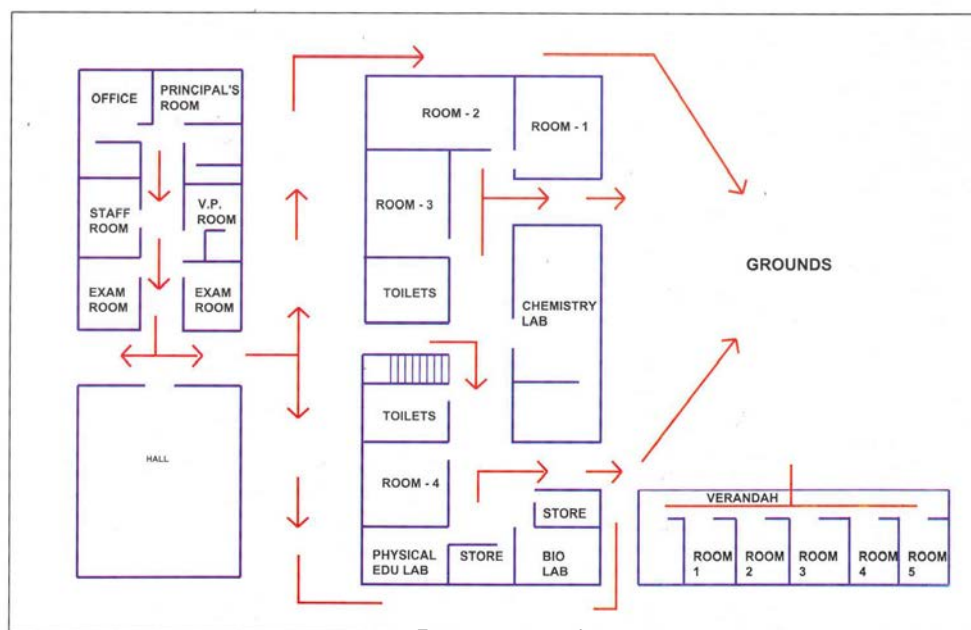 OFFICE
PRINCIPAL'S
ROOM
ROOM - 2
ROOM - 1
STAFF
ROOM
V.P.
ROOM
ROOM - 3
GROUNDS
EXAM
ROOM
EXAM
ROOM
TOILETS
CHEMISTRY
LAB
TOILETS
HALL
ROOM - 4
VERANDAH
STORE
PHYSICAL
EDU LAB
STORE
BIO
LAB
ROOM
1
ROOM
2
ROOM
3
ROOM
4
ROOM
5